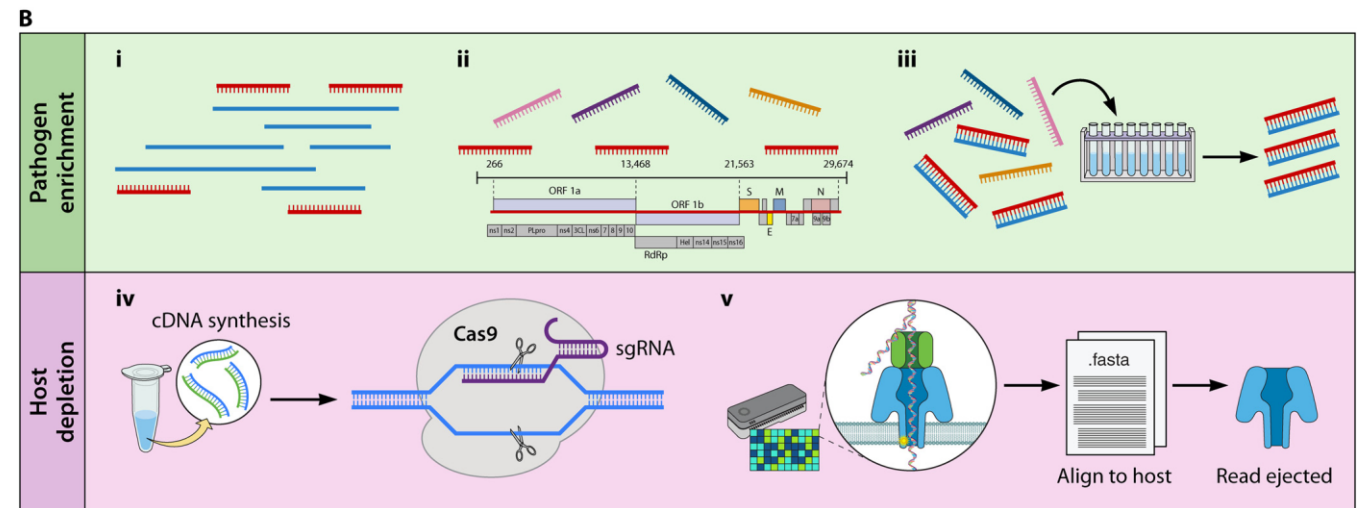 B
Pathogen
enrichment
i
ii
iii
266
13,468
21,563
29,674
ORF 1a
ORF 1b
S
M
N
E
7a
9a
9b
ns1
ns2
PLpro
ns4
3CL
ns6
7
8
9
10
Hel
ns14
ns15
ns16
RdRp
Host
depletion
iv
cDNA synthesis
Cas9
sgRNA
v
.fasta
Align to host
Read ejected